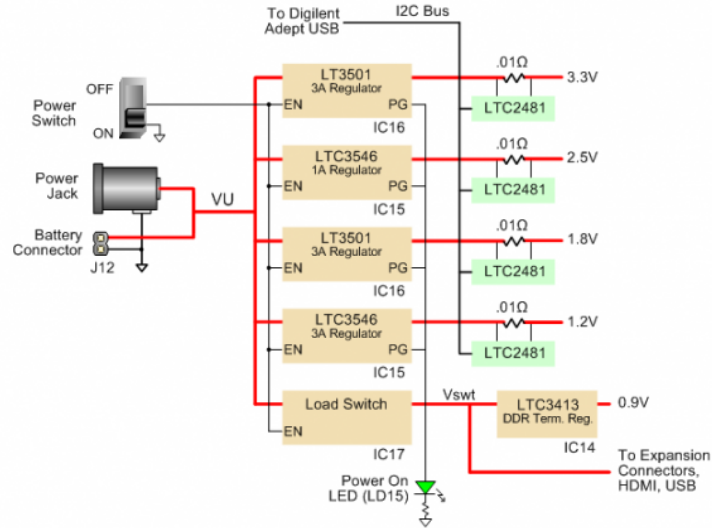 To Digilent
Adept USB
I2C Bus
OFF
Power
Switch
ON
Power
Jack
VU
Battery
Connector
J12
LT3501
3A Regulator
EN
PG
IC16
.01Ω
3.3V
LTC2481
LTC3546
1A Regulator
EN
PG
IC15
.01Ω
2.5V
LTC2481
LT3501
3A Regulator
EN
PG
IC16
.01Ω
1.8V
LTC2481
LTC3546
3A Regulator
EN
PG
IC15
.01Ω
1.2V
LTC2481
Load Switch
EN
IC17
Vswt
LTC3413
DDR Term. Reg.
IC14
0.9V
To Expansion
Connectors,
HDMI, USB
Power On
LED (LD15)